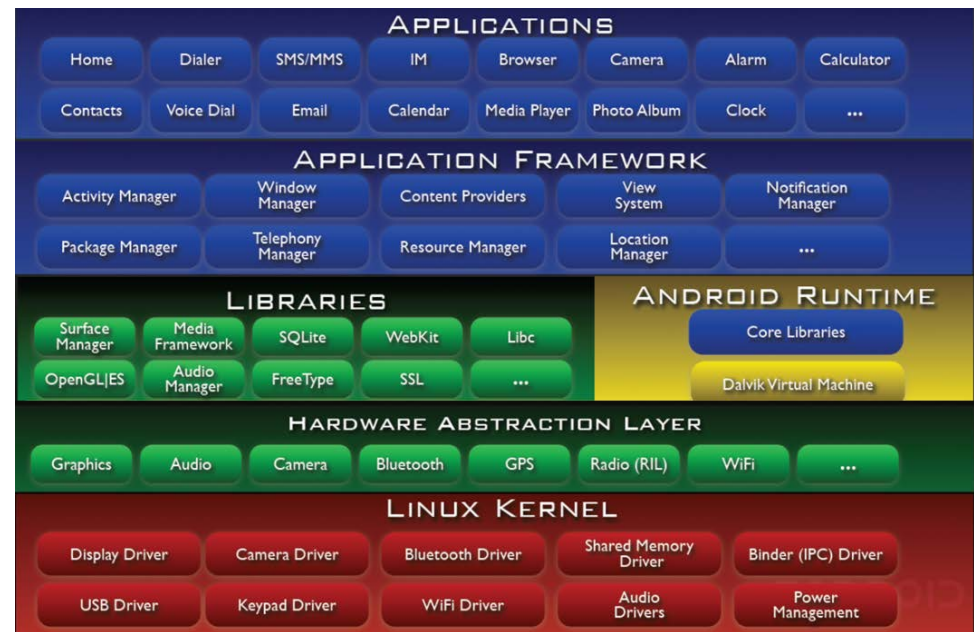 APPLICATIONS
Home Dialer SMS/MMS IM Browser Camera Alarm Calculator
Contacts Voice Dial Email Calendar Media Player Photo Album Clock ...
APPLICATION FRAMEWORK
Activity Manager
Window
Manager
Content Providers
View
System
Notification
Manager
Package Manager
Telephony
Manager
Resource Manager
Location
Manager
...
LIBRARIES
Surface
Manager
Media
Framework
SQLite
WebKit
Libc
OpenGL|ES
Audio
Manager
FreeType
SSL
...
ANDROID RUNTIME
Core Libraries
Dalvik Virtual Machine
HARDWARE ABSTRACTION LAYER
Graphics Audio Camera Bluetooth GPS Radio (RIL) WiFi ...
LINUX KERNEL
Display Driver
Camera Driver
Bluetooth Driver
Shared Memory
Driver
Binder (IPC) Driver
USB Driver
Keypad Driver
WiFi Driver
Audio
Drivers
Power
Management